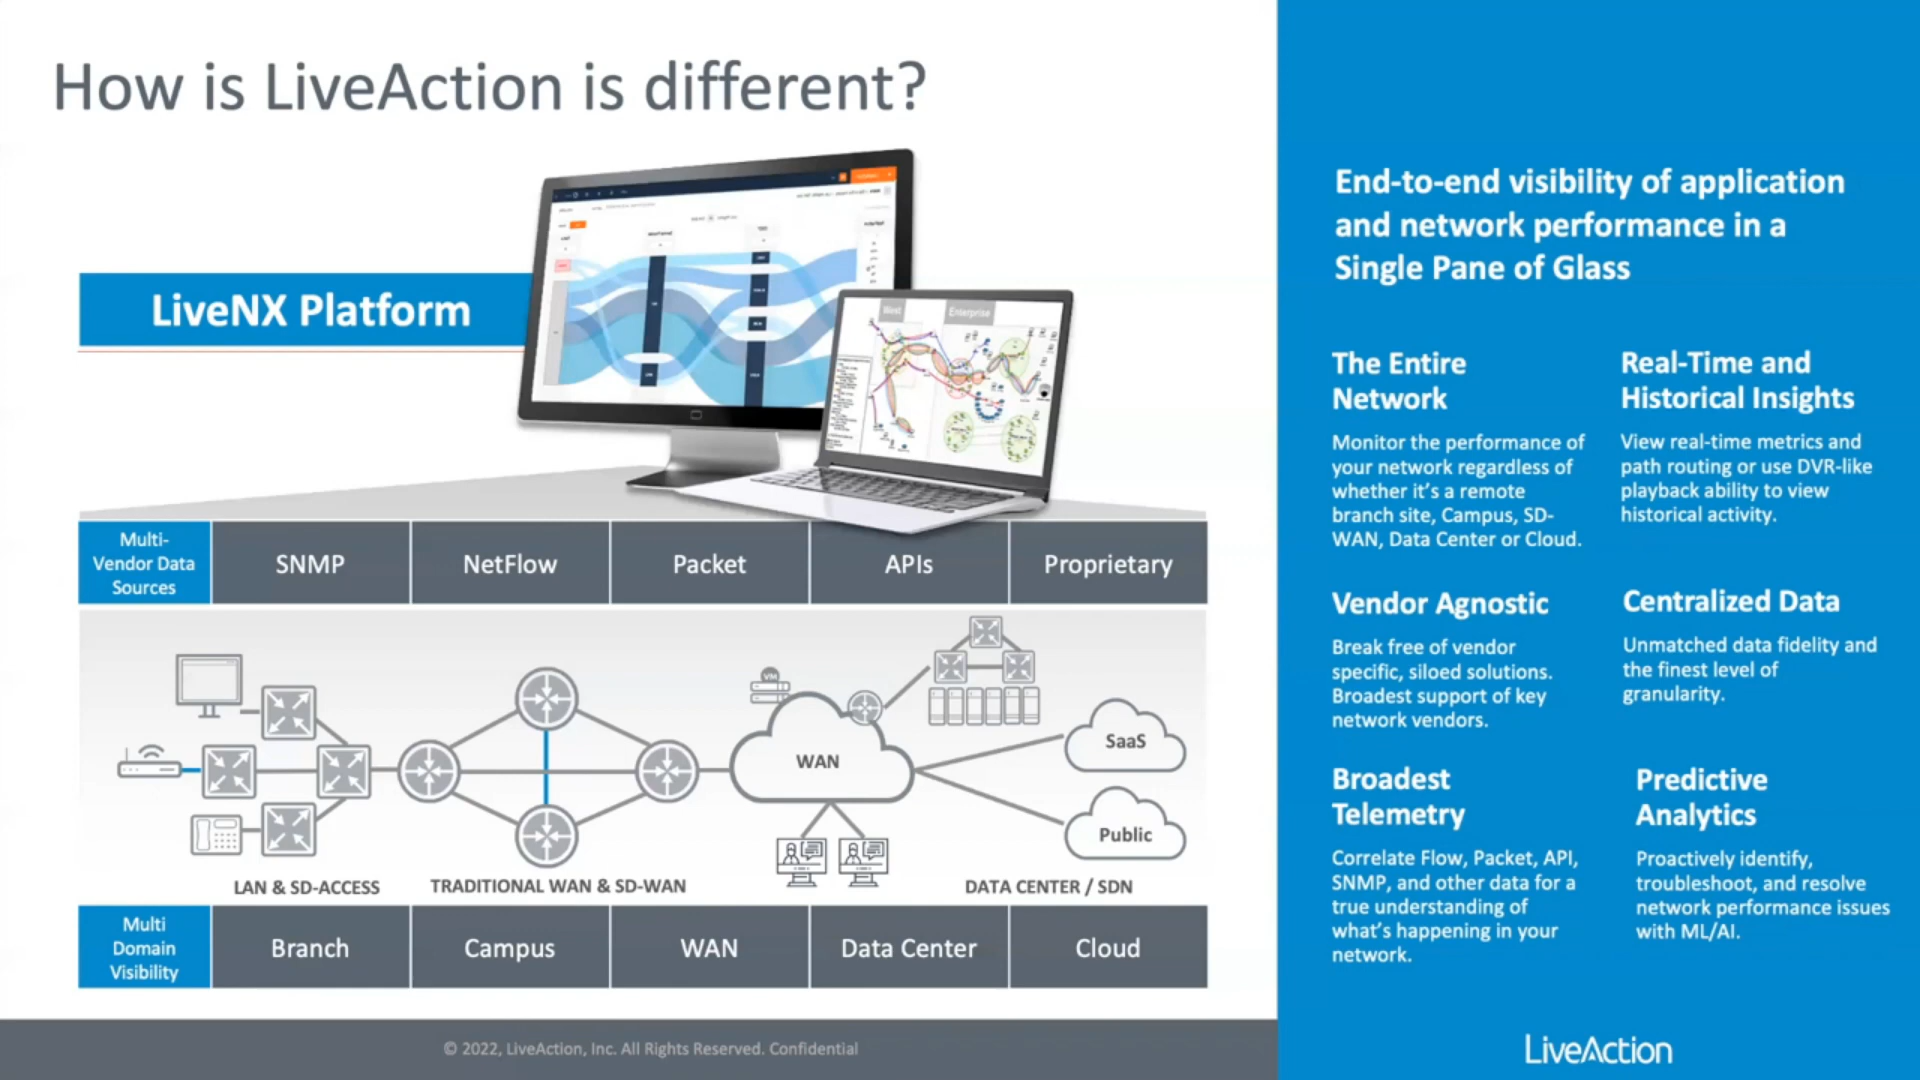 How is LiveAction is different?
LiveNX Platform
West
Enterprise
Multi-
Vendor Data
Sources
SNMP
NetFlow
Packet
APIs
Proprietary
VM
WAN
SaaS
Public
LAN & SD-ACCESS
TRADITIONAL WAN & SD-WAN
DATA CENTER / SDN
Multi
Domain
Visibility
Branch
Campus
WAN
Data Center
Cloud
© 2022, LiveAction, Inc. All Rights Reserved. Confidential
End-to-end visibility of application
and network performance in a
Single Pane of Glass
The Entire
Network
Monitor the performance of
your network regardless of
whether it's a remote
branch site, Campus, SD-
WAN, Data Center or Cloud.
Real-Time and
Historical Insights
View real-time metrics and
path routing or use DVR-like
playback ability to view
historical activity.
Vendor Agnostic
Break free of vendor
specific, siloed solutions.
Broadest support of key
network vendors.
Centralized Data
Unmatched data fidelity and
the finest level of
granularity.
Broadest
Telemetry
Correlate Flow, Packet, API,
SNMP, and other data for a
true understanding of
what's happening in your
network.
Predictive
Analytics
Proactively identify,
troubleshoot, and resolve
network performance issues
with ML/AI.
LiveAction